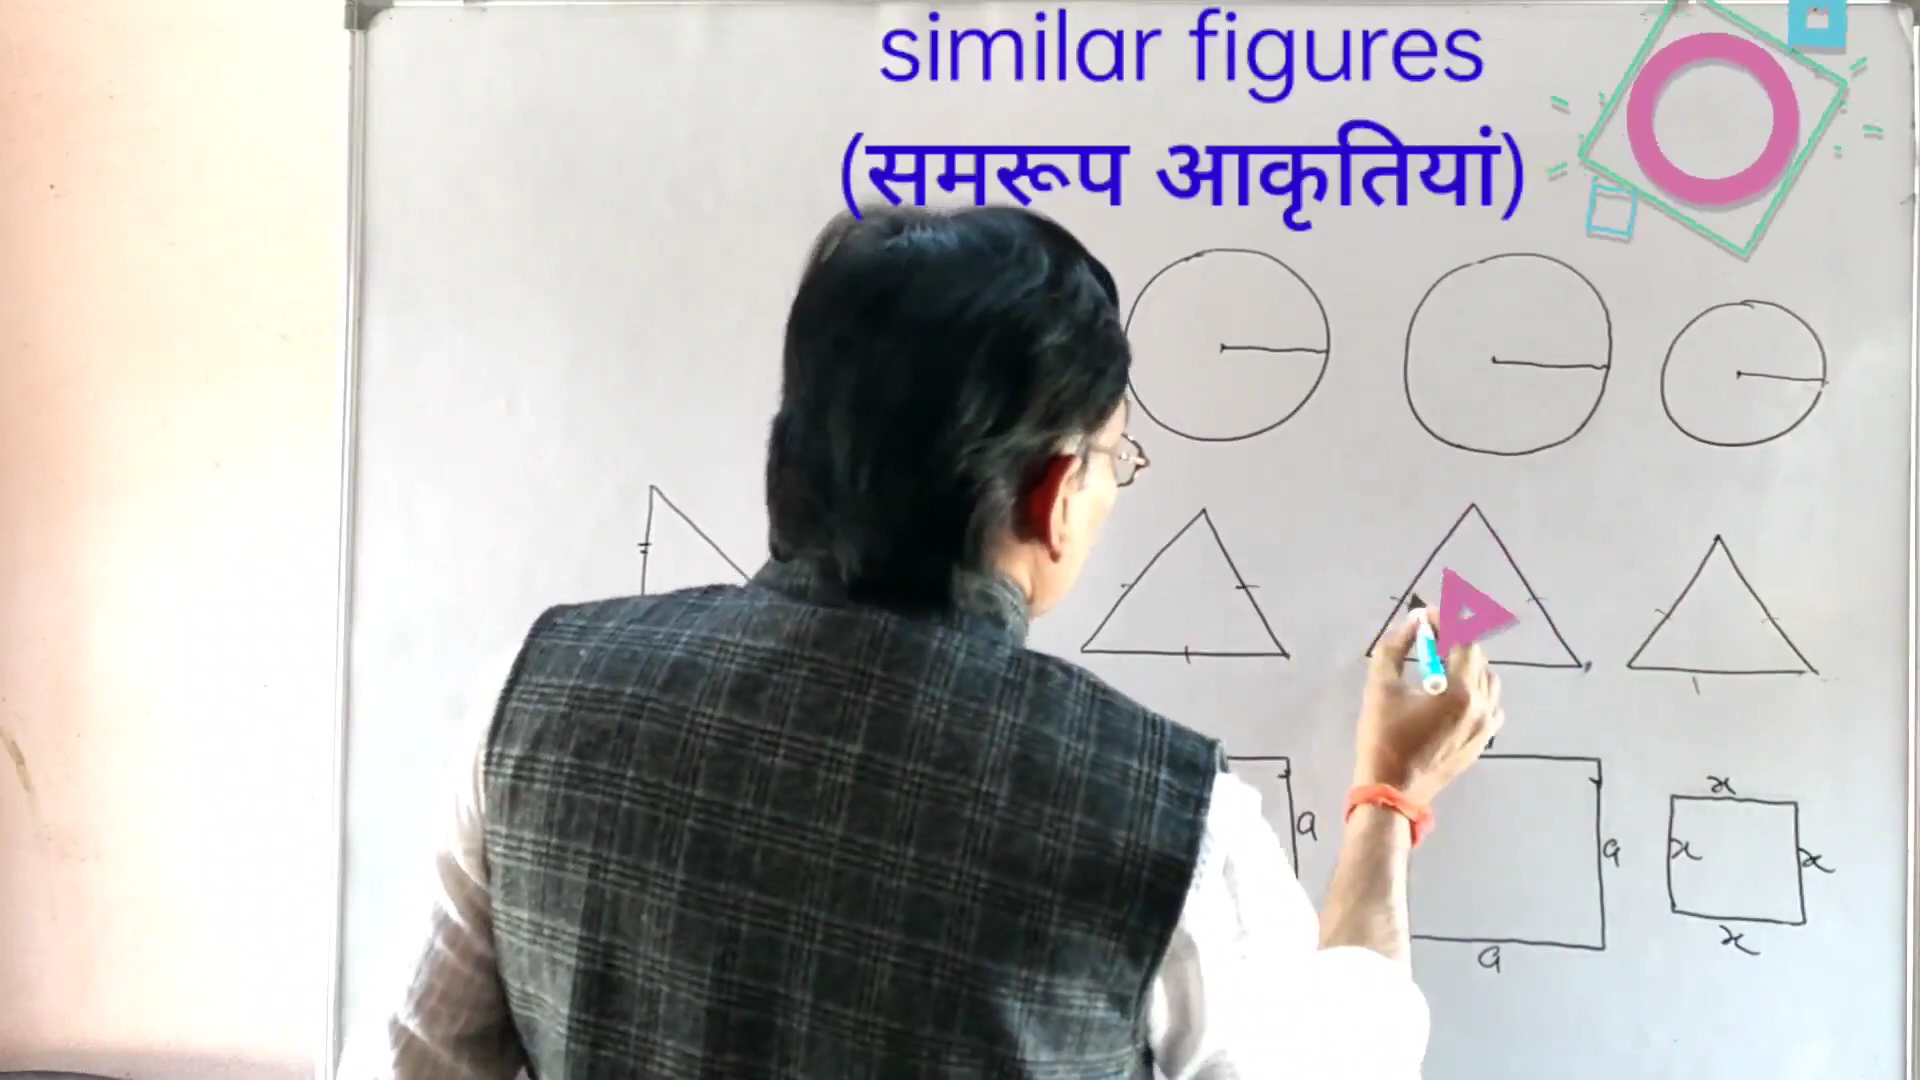 similar figures
(समरूप आकृतियां)
a
a
a
x
x
x
x